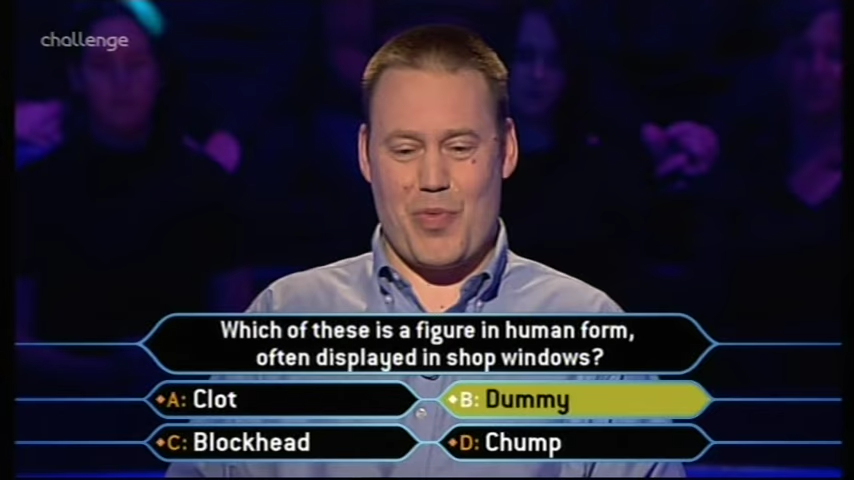 challenge
Which of these is a figure in human form,
often displayed in shop windows?
A: Clot
B: Dummy
C: Blockhead
D: Chump